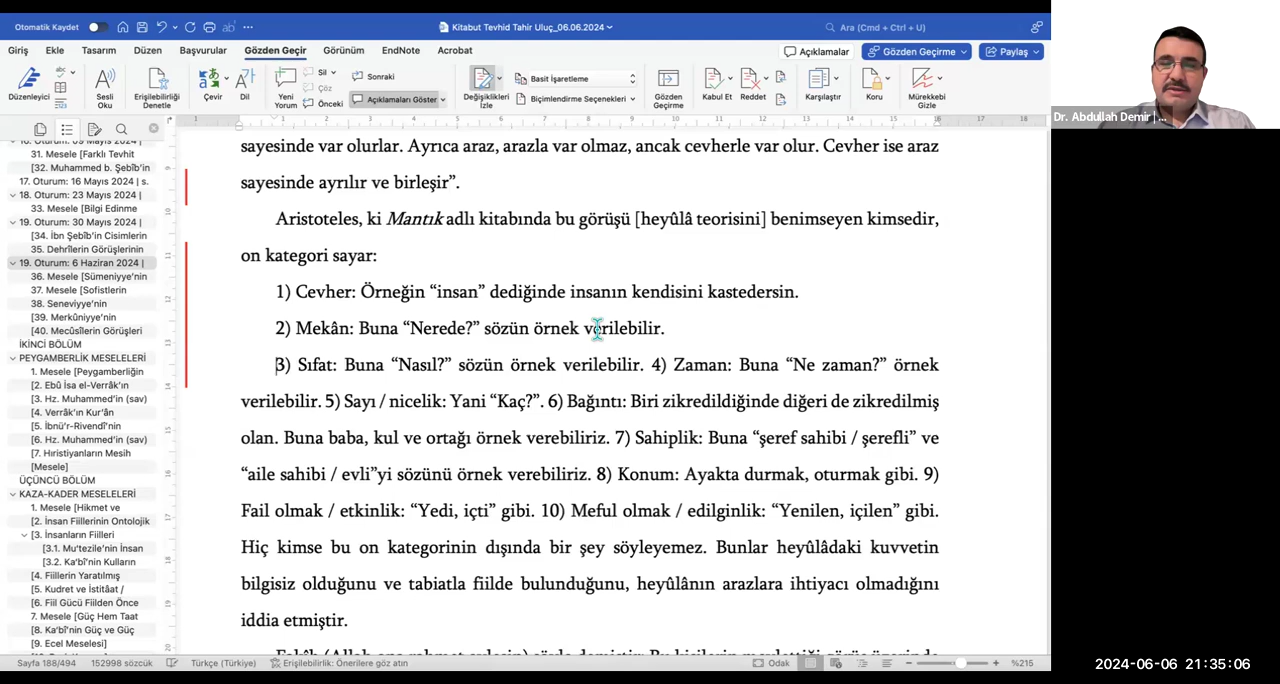 Otomatik Kaydet
Kitabut Tevhid Tahir Uluç_06.06.2024
Ara (Cmd + Ctrl + U)
Giriş Ekle Tasarım Düzen Başvurular Gözden Geçir Görünüm EndNote Acrobat
Açıklamalar Gözden Geçirme Paylaş
Düzenleyici
Sesli Oku
Erişilebilirliği Denetle
Çevir
Dil
Yeni Yorum
Sil
Çöz
Önceki
Sonraki
Açıklamaları Göster
Değişiklikleri İzle
Basit İşaretleme
Biçimlendirme Seçenekleri
Gözden Geçirme
Kabul Et
Reddet
Karşılaştır
Koru
Mürekkebi Gizle
31. Mesele [Farklı Tevhit
[32. Muhammed b. Şebîb’in
17. Oturum: 16 Mayıs 2024 | s.
18. Oturum: 23 Mayıs 2024 |
33. Mesele [Bilgi Edinme
19. Oturum: 30 Mayıs 2024 |
[34. İbn Şebîb’in Cisimlerin
35. Dehrîlerin Görüşlerinin
19. Oturum: 6 Haziran 2024 |
36. Mesele [Sümeniyye’nin
37. Mesele [Sofistlerin
38. Seneviyye’nin
39. Merkûniyye’nin
[40. Mecûsîlerin Görüşleri
İKİNCİ BÖLÜM
PEYGAMBERLİK MESELELERİ
1. Mesele [Peygamberliğin
[2. Ebû İsa el-Verrâk’ın
[3. Hz. Muhammed’in (sav)
[4. Verrâk’ın Kur’ân
[5. İbnü’r-Rivendî’nin
[6. Hz. Muhammed’in (sav)
[7. Hıristiyanların Mesih
[Mesele]
ÜÇÜNCÜ BÖLÜM
KAZA-KADER MESELELERİ
1. Mesele [Hikmet ve
[2. İnsan Fiillerinin Ontolojik
[3. İnsanların Fiilleri
[3.1. Mu‘tezile’nin İnsan
[3.2. Ka‘bî’nin Kulların
[4. Fiillerin Yaratılmış
[5. Kudret ve İstitâat /
[6. Fiil Gücü Fiilden Önce
7. Mesele [Güç Hem Taat
[8. Ka‘bî’nin Güç ve Güç
[9. Ecel Meselesi]
sayesinde var olurlar. Ayrıca araz, arazla var olmaz, ancak cevherle var olur. Cevher ise araz
sayesinde ayrılır ve birleşir”.
Aristoteles, ki Mantık adlı kitabında bu görüşü [heyûlâ teorisini] benimseyen kimsedir,
on kategori sayar:
1) Cevher: Örneğin “insan” dediğinde insanın kendisini kastedersin.
2) Mekân: Buna “Nerede?” sözün örnek verilebilir.
3) Sıfat: Buna “Nasıl?” sözün örnek verilebilir. 4) Zaman: Buna “Ne zaman?” örnek
verilebilir. 5) Sayı / nicelik: Yani “Kaç?”. 6) Bağıntı: Biri zikredildiğinde diğeri de zikredilmiş
olan. Buna baba, kul ve ortağı örnek verebiliriz. 7) Sahiplik: Buna “şeref sahibi / şerefli” ve
“aile sahibi / evli”yi sözünü örnek verebiliriz. 8) Konum: Ayakta durmak, oturmak gibi. 9)
Fail olmak / etkinlik: “Yedi, içti” gibi. 10) Meful olmak / edilginlik: “Yenilen, içilen” gibi.
Hiç kimse bu on kategorinin dışında bir şey söyleyemez. Bunlar heyûlâdaki kuvvetin
bilgisiz olduğunu ve tabiatla fiilde bulunduğunu, heyûlânın arazlara ihtiyacı olmadığını
iddia etmiştir.
Sayfa 188/494 152998 sözcük Türkçe (Türkiye) Erişilebilirlik: Önerilere göz atın Odak %215
Dr. Abdullah Demir | ...
2024-06-06 21:35:06